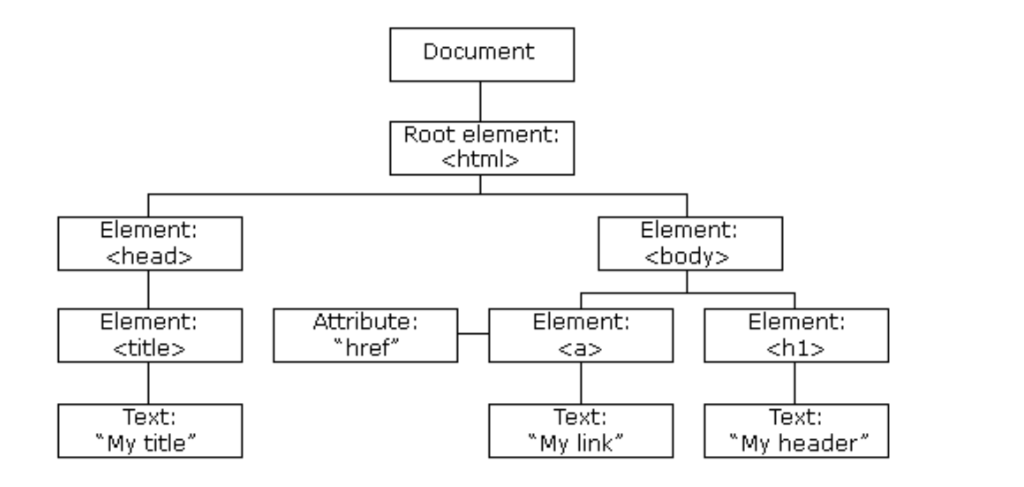 Document
Root element:
<html>
Element:
<head>
Element:
<body>
Element:
<title>
Attribute:
“href”
Element:
<a>
Element:
<h1>
Text:
“My title”
Text:
“My link”
Text:
“My header”